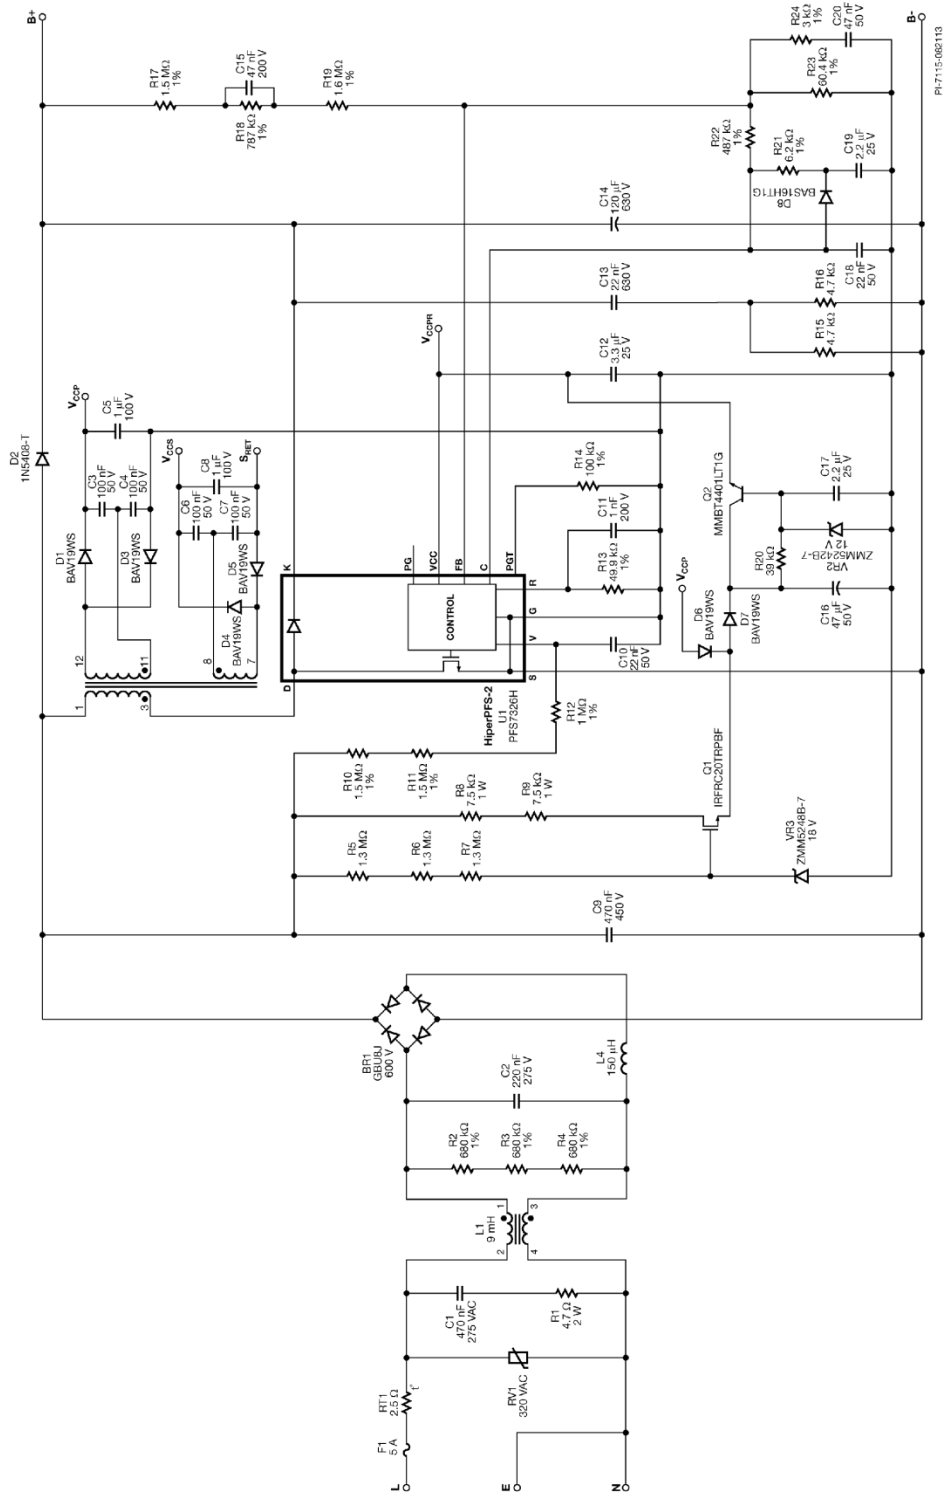 L
E
N
F1
5 A
RT1
2.5 Ω
t°
RV1
320 VAC
C1
470 nF
275 VAC
R1
4.7 Ω
2 W
L1
9 mH
2
1
4
3
R2
680 kΩ
1%
R3
680 kΩ
1%
R4
680 kΩ
1%
C2
220 nF
275 V
L4
150 µH
BR1
GBU8J
600 V
C9
470 nF
450 V
R5
1.3 MΩ
R6
1.3 MΩ
R7
1.3 MΩ
R8
7.5 kΩ
1 W
R9
7.5 kΩ
1 W
R10
1.5 MΩ
1%
R11
1.5 MΩ
1%
R12
1 MΩ
1%
VR3
ZMM5248B-7
18 V
Q1
IRFRC20TRPBF
1
3
12
11
8
7
D1
BAV19WS
D3
BAV19WS
D4
BAV19WS
D5
BAV19WS
C3
100 nF
50 V
C4
100 nF
50 V
C5
1 µF
100 V
VCCP
C6
100 nF
50 V
C7
100 nF
50 V
C8
1 µF
100 V
VCCS
SRET
D2
1N5408-T
HiperPFS-2
U1
PFS7326H
CONTROL
D
K
PG
VCC
FB
C
PGT
R
G
V
S
C10
22 nF
50 V
R13
49.9 kΩ
1%
C11
1 nF
200 V
R14
100 kΩ
1%
VCCP
D6
BAV19WS
D7
BAV19WS
C16
47 µF
50 V
R20
39 kΩ
VR2
ZMM5242B-7
12 V
C17
2.2 µF
25 V
Q2
MMBT4401LT1G
VCCPR
C12
3.3 µF
25 V
C13
22 nF
630 V
C14
120 µF
630 V
R15
4.7 kΩ
R16
4.7 kΩ
R17
1.5 MΩ
1%
C15
47 nF
200 V
R18
787 kΩ
1%
R19
1.6 MΩ
1%
C18
22 nF
50 V
D8
BAS16HT1G
R21
6.2 kΩ
1%
C19
2.2 µF
25 V
R22
487 kΩ
1%
R23
60.4 kΩ
1%
R24
3 kΩ
1%
C20
47 nF
50 V
B+
B-
PI-7115-082113